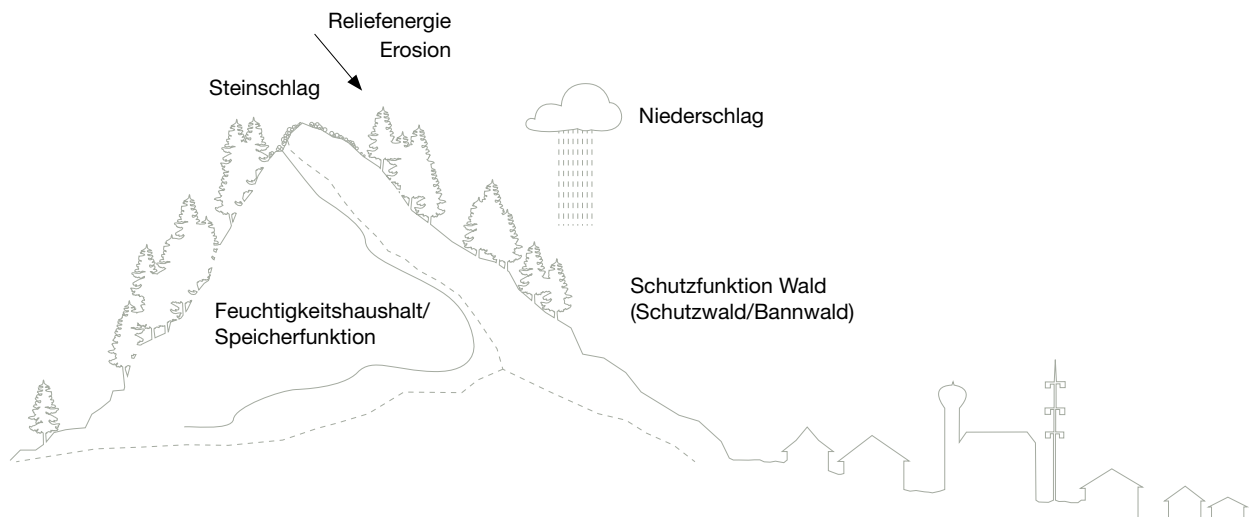 Reliefenergie
Erosion
Steinschlag
Niederschlag
Schutzfunktion Wald
(Schutzwald/Bannwald)
Feuchtigkeitshaushalt/
Speicherfunktion